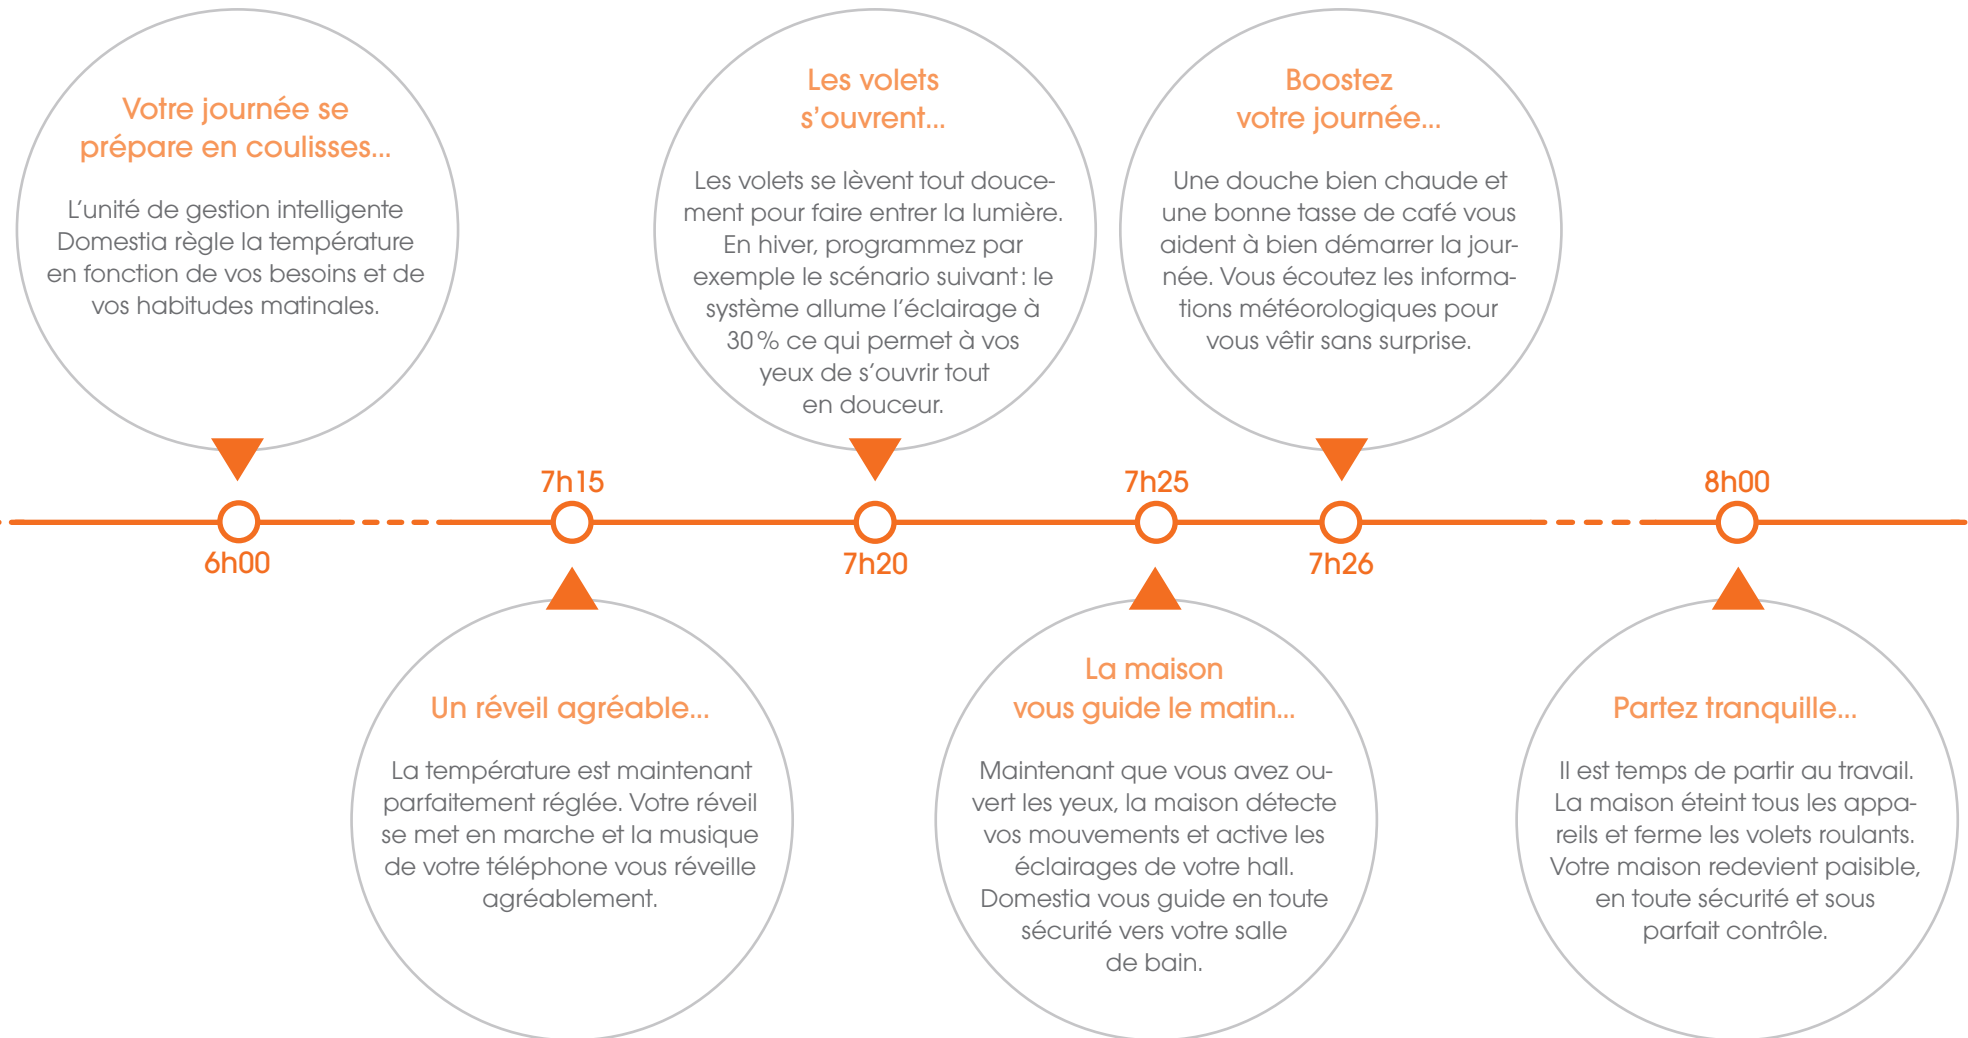 Votre journée se
prépare en coulisses...
L’unité de gestion intelligente
Domestia règle la température
en fonction de vos besoins et de
vos habitudes matinales.
6h00
7h15
Un réveil agréable...
La température est maintenant
parfaitement réglée. Votre réveil
se met en marche et la musique
de votre téléphone vous réveille
agréablement.
Les volets
s’ouvrent...
Les volets se lèvent tout douce-
ment pour faire entrer la lumière.
En hiver, programmez par
exemple le scénario suivant : le
système allume l’éclairage à
30 % ce qui permet à vos
yeux de s’ouvrir tout
en douceur.
7h20
7h25
La maison
vous guide le matin...
Maintenant que vous avez ou-
vert les yeux, la maison détecte
vos mouvements et active les
éclairages de votre hall.
Domestia vous guide en toute
sécurité vers votre salle
de bain.
Boostez
votre journée...
Une douche bien chaude et
une bonne tasse de café vous
aident à bien démarrer la jour-
née. Vous écoutez les informa-
tions météorologiques pour
vous vêtir sans surprise.
7h26
8h00
Partez tranquille...
Il est temps de partir au travail.
La maison éteint tous les appa-
reils et ferme les volets roulants.
Votre maison redevient paisible,
en toute sécurité et sous
parfait contrôle.